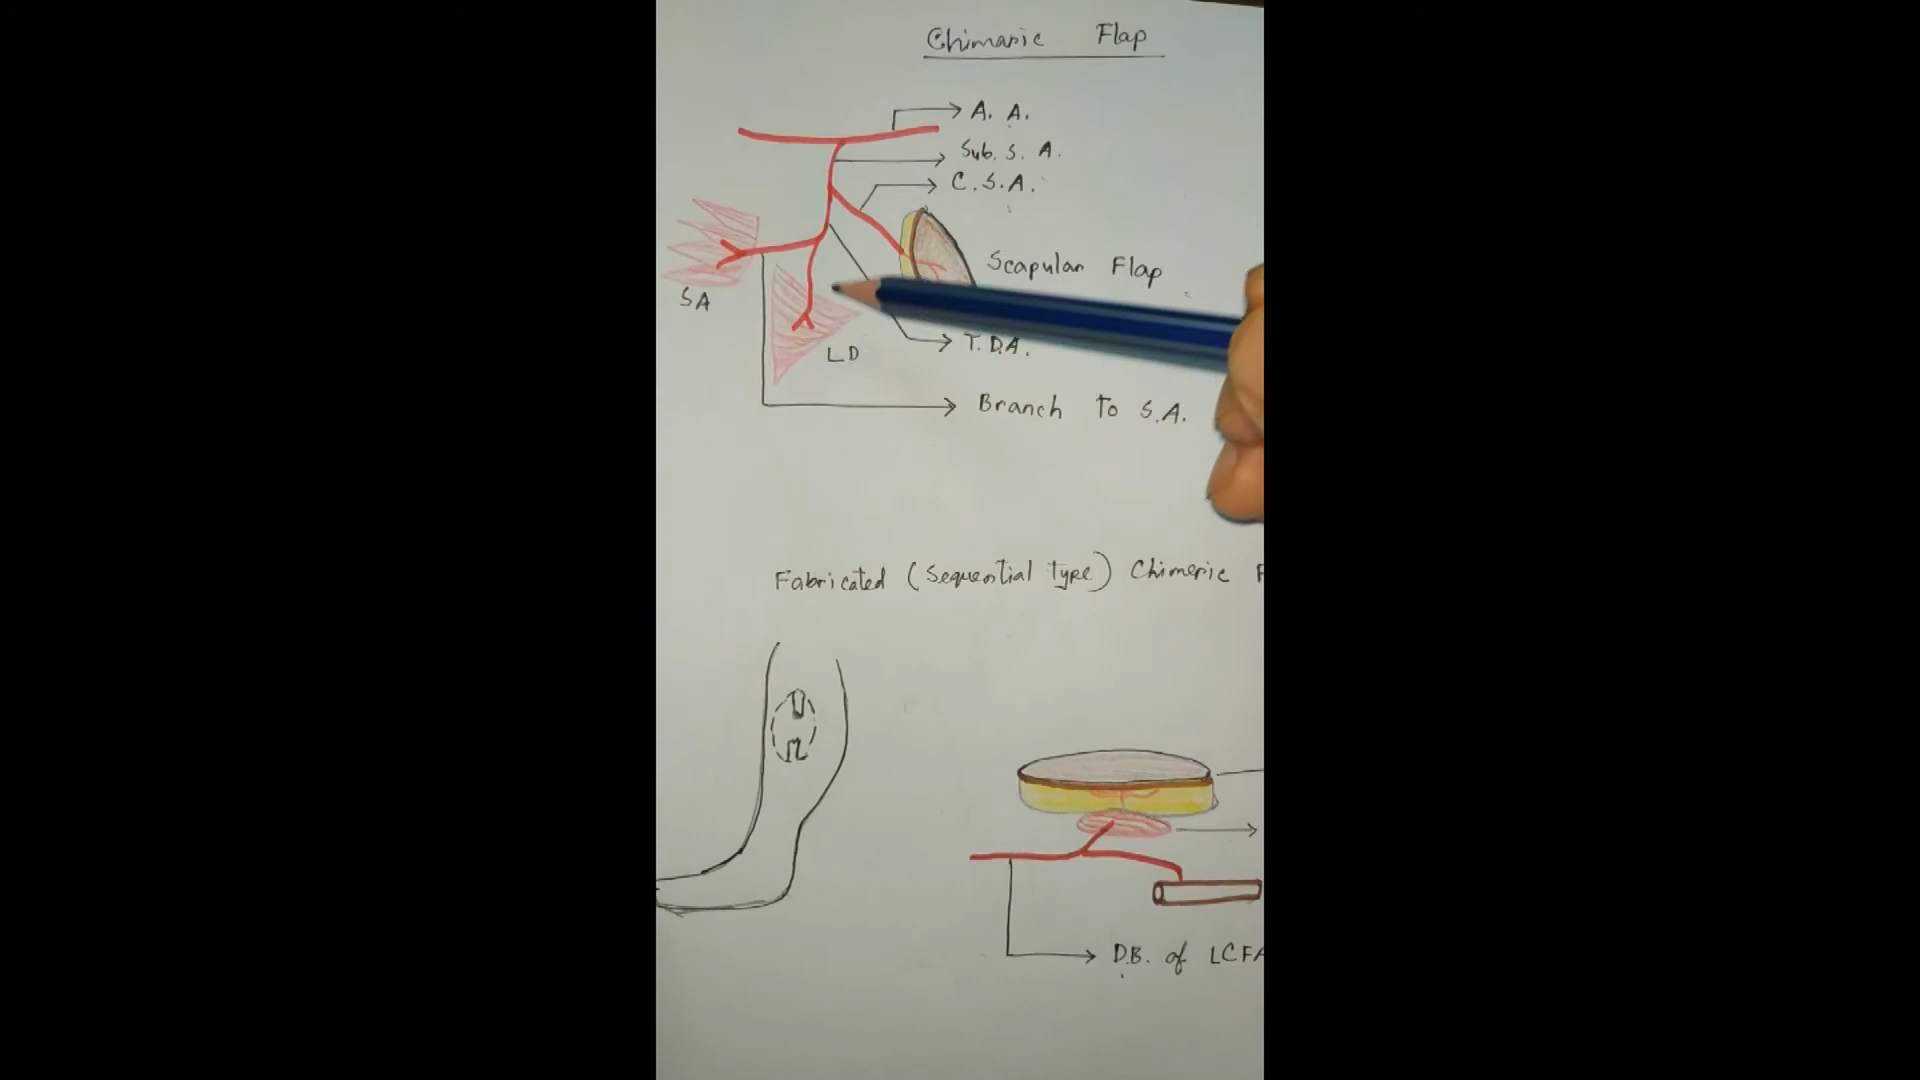 Chimaric Flap
A. A.
Sub. S. A.
C. S. A.
Scapular Flap
SA
T. D.A.
LD
Branch to S.A.
Fabricated (Sequential type) Chimeric F
D.B. of LCFA